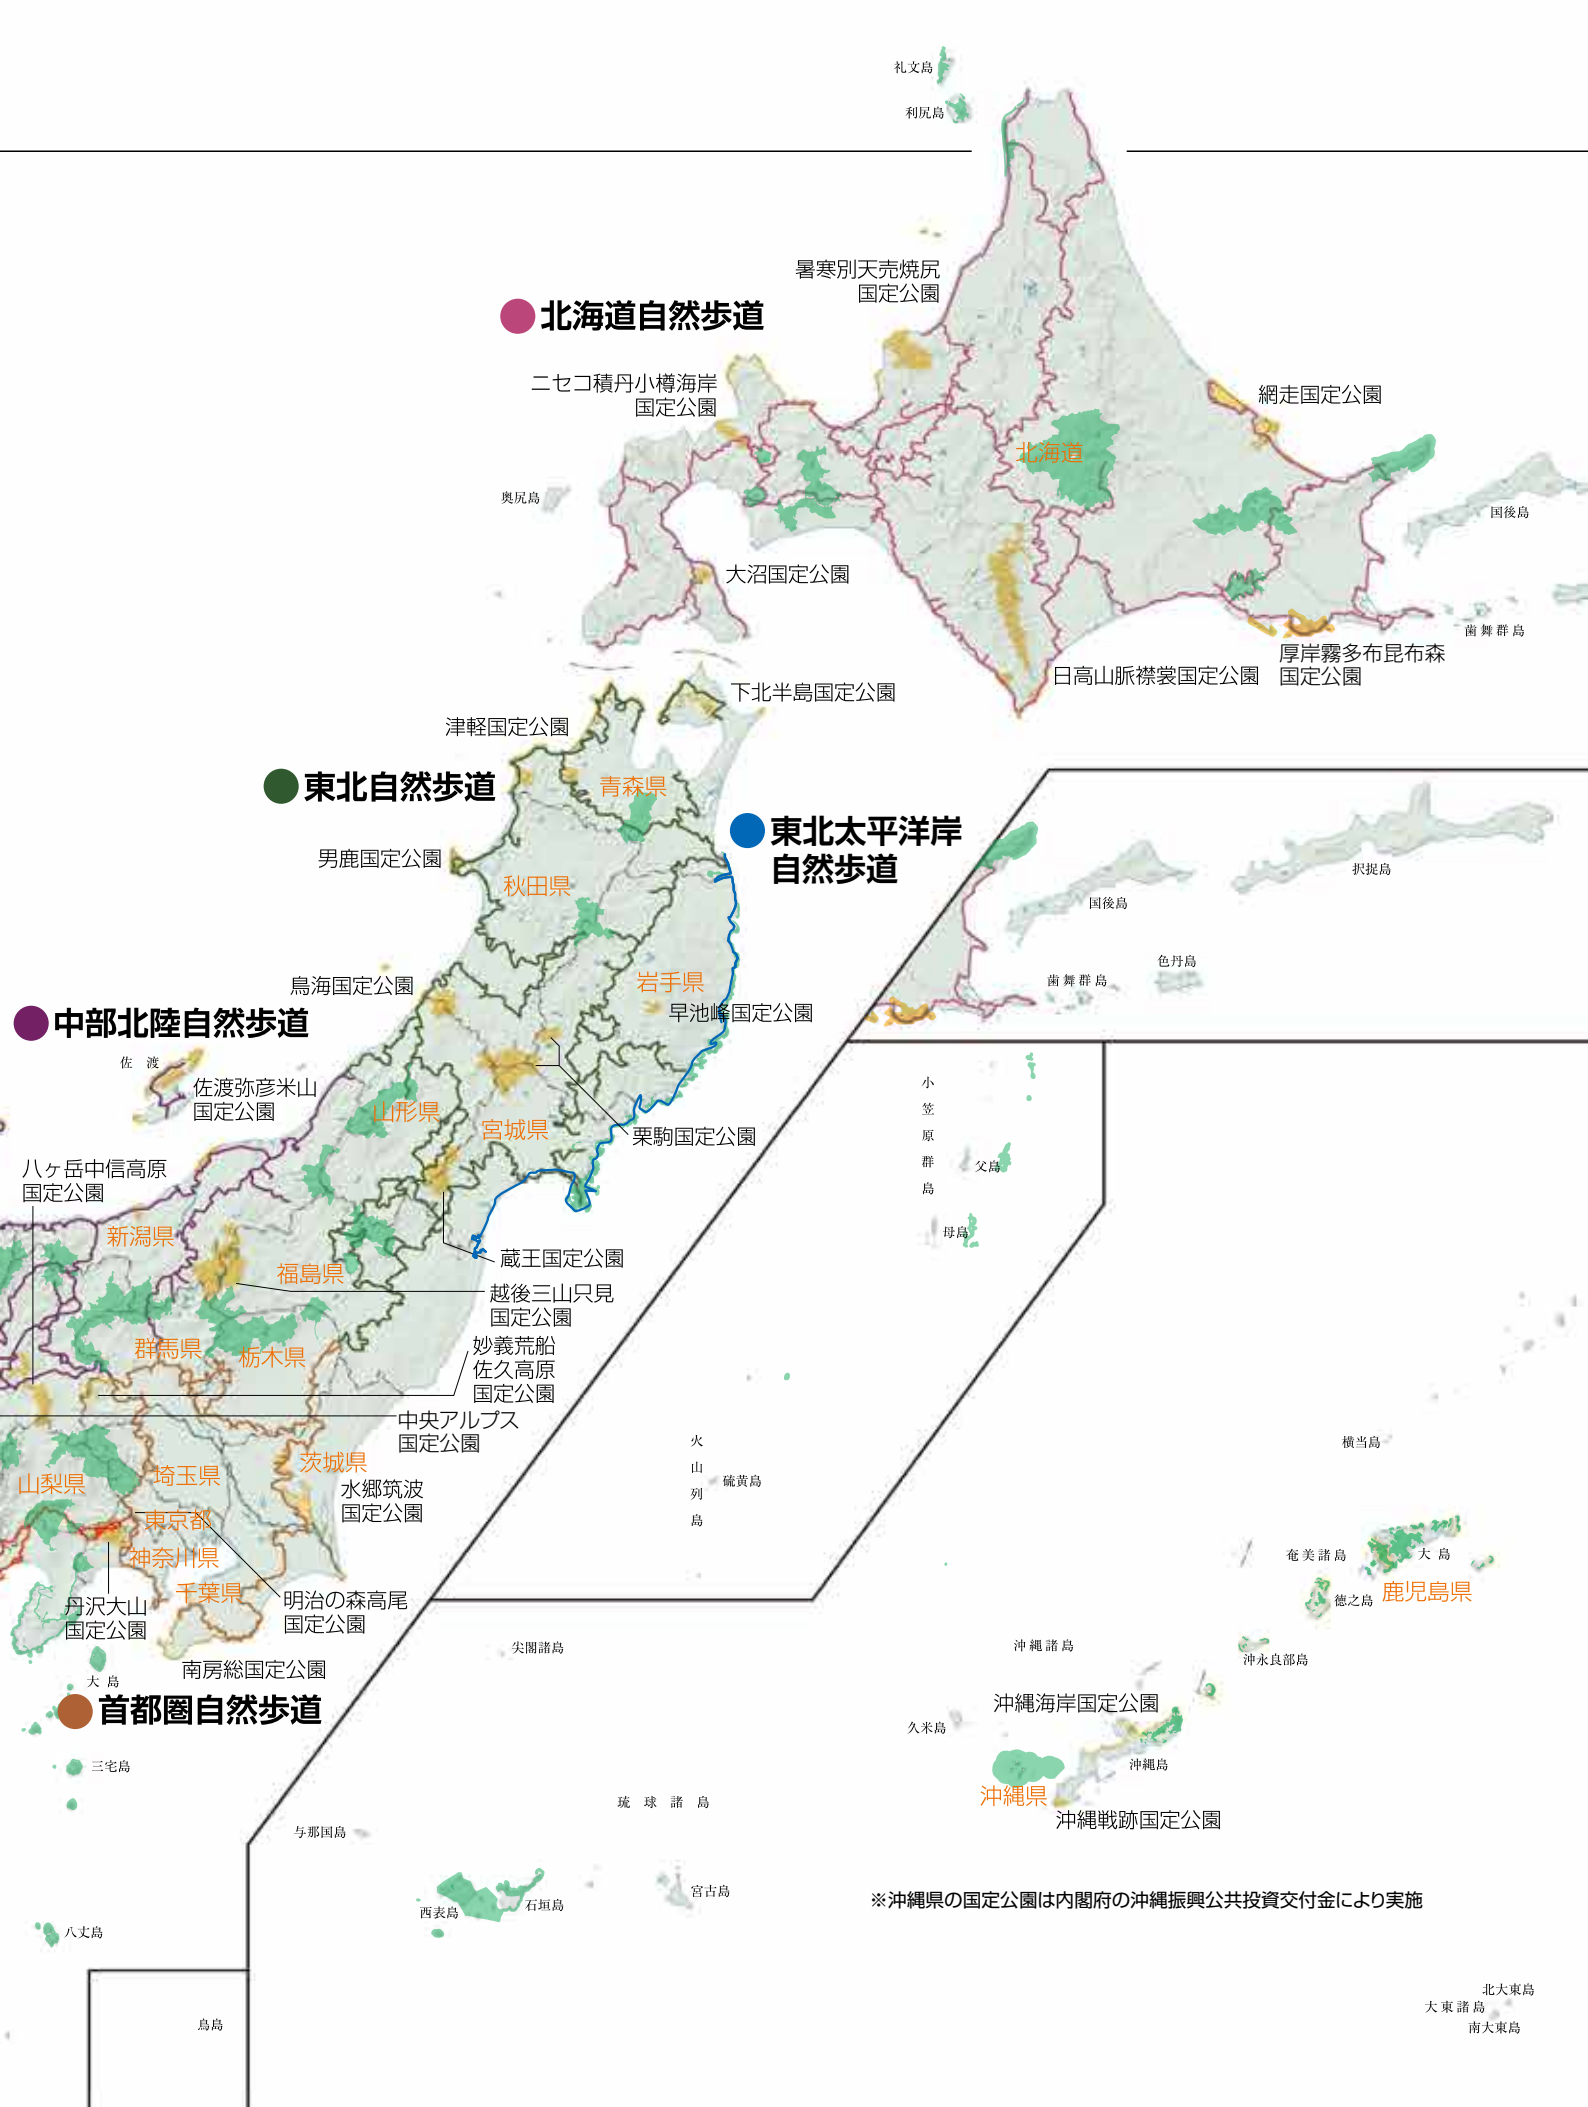 礼文島
利尻島
暑寒別天売焼尻
国定公園
北海道自然歩道
ニセコ積丹小樽海岸
国定公園
網走国定公園
北海道
奥尻島
国後島
大沼国定公園
歯舞群島
厚岸霧多布昆布森
国定公園
日高山脈襟裳国定公園
下北半島国定公園
津軽国定公園
東北自然歩道
青森県
東北太平洋岸
自然歩道
男鹿国定公園
秋田県
択捉島
国後島
色丹島
歯舞群島
鳥海国定公園
岩手県
早池峰国定公園
中部北陸自然歩道
佐渡
佐渡弥彦米山
国定公園
山形県
宮城県
栗駒国定公園
小笠原群島
父島
母島
八ヶ岳中信高原
国定公園
新潟県
福島県
蔵王国定公園
越後三山只見
国定公園
群馬県
栃木県
妙義荒船
佐久高原
国定公園
中央アルプス
国定公園
山梨県
埼玉県
茨城県
水郷筑波
国定公園
東京都
神奈川県
千葉県
丹沢大山
国定公園
明治の森高尾
国定公園
南房総国定公園
大島
首都圏自然歩道
三宅島
八丈島
鳥島
火山列島
硫黄島
横当島
奄美諸島
大島
徳之島
鹿児島県
尖閣諸島
沖縄諸島
沖永良部島
沖縄海岸国定公園
久米島
沖縄島
沖縄県
沖縄戦跡国定公園
琉球諸島
与那国島
西表島
石垣島
宮古島
※沖縄県の国定公園は内閣府の沖縄振興公共投資交付金により実施
北大東島
大東諸島
南大東島